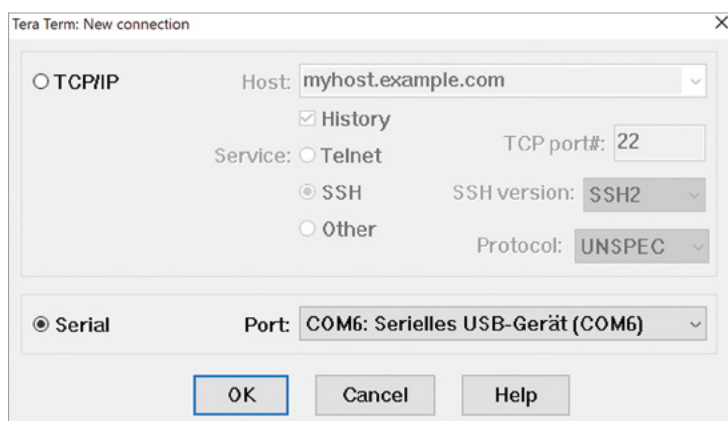 Tera Term: New connection
TCP/IP
Host: myhost.example.com
History
Service: Telnet
TCP port#: 22
SSH
SSH version: SSH2
Other
Protocol: UNSPEC
Serial
Port: COM6: Serielles USB-Gerät (COM6)
OK
Cancel
Help